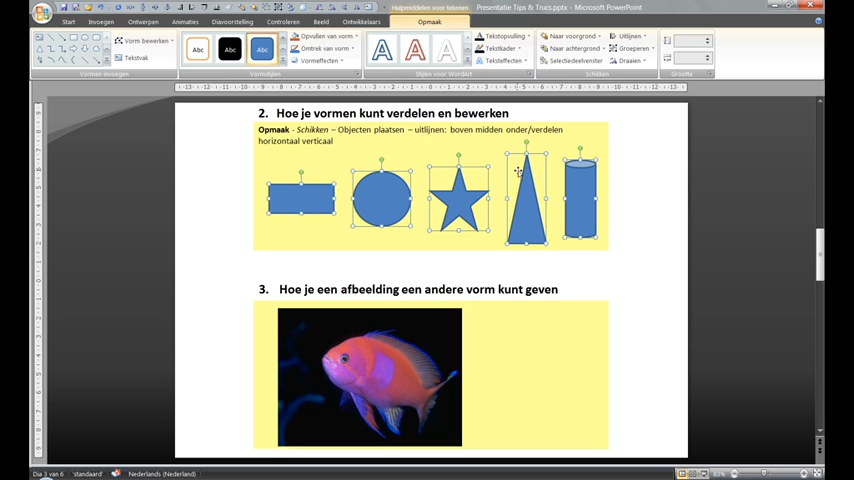 Hulpmiddelen voor tekenen
Presentatie Tips & Trucs.pptx - Microsoft PowerPoint
Start Invoegen Ontwerpen Animaties Diavoorstelling Controleren Beeld Ontwikkelaars Opmaak
Vorm bewerken
Tekstvak
Vormen invoegen
Abc Abc Abc
Opvullen van vorm
Omtrek van vorm
Vormeffecten
Vormstijlen
A A A
Tekstopvulling
Tekstkader
Teksteffecten
Stijlen voor WordArt
Naar voorgrond
Naar achtergrond
Selectiedeelvenster
Uitlijnen
Groeperen
Draaien
Schikken
Grootte
2. Hoe je vormen kunt verdelen en bewerken
Opmaak - Schikken – Objecten plaatsen – uitlijnen: boven midden onder/verdelen
horizontaal verticaal
3. Hoe je een afbeelding een andere vorm kunt geven
Dia 3 van 6 'standaard' Nederlands (Nederland)